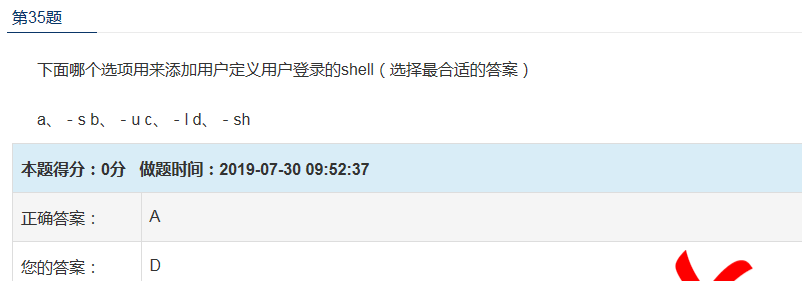 第35题
下面哪个选项用来添加用户定义用户登录的shell（选择最合适的答案）
a、 - s b、 - u c、 - l d、 - sh
本题得分：0分 做题时间：2019-07-30 09:52:37
正确答案： A
您的答案： D